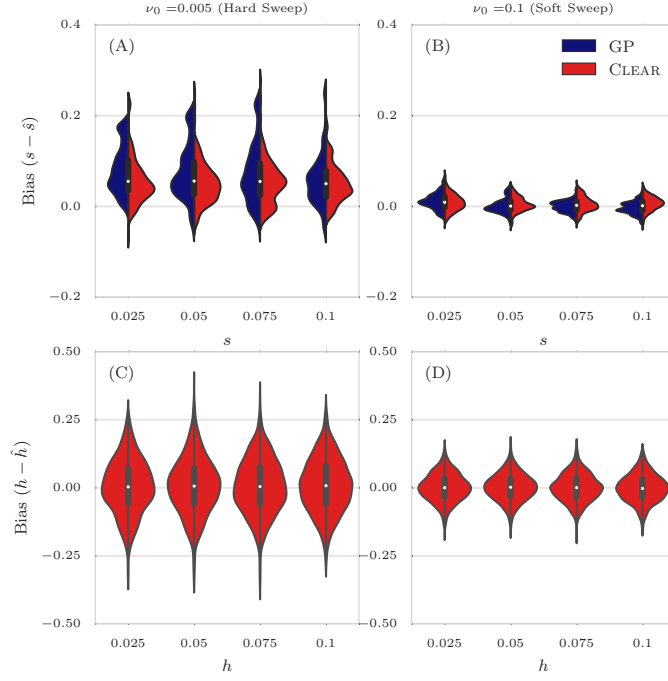 ν₀ =0.005 (Hard Sweep)
ν₀ =0.1 (Soft Sweep)
0.4
0.2
0.0
−0.2
Bias (s − ŝ)
(A)
0.025 0.05 0.075 0.1
s
0.4
0.2
0.0
−0.2
(B)
GP
CLEAR
0.025 0.05 0.075 0.1
s
0.50
0.25
0.00
−0.25
−0.50
Bias (h − ĥ)
(C)
0.025 0.05 0.075 0.1
h
0.50
0.25
0.00
−0.25
−0.50
(D)
0.025 0.05 0.075 0.1
h